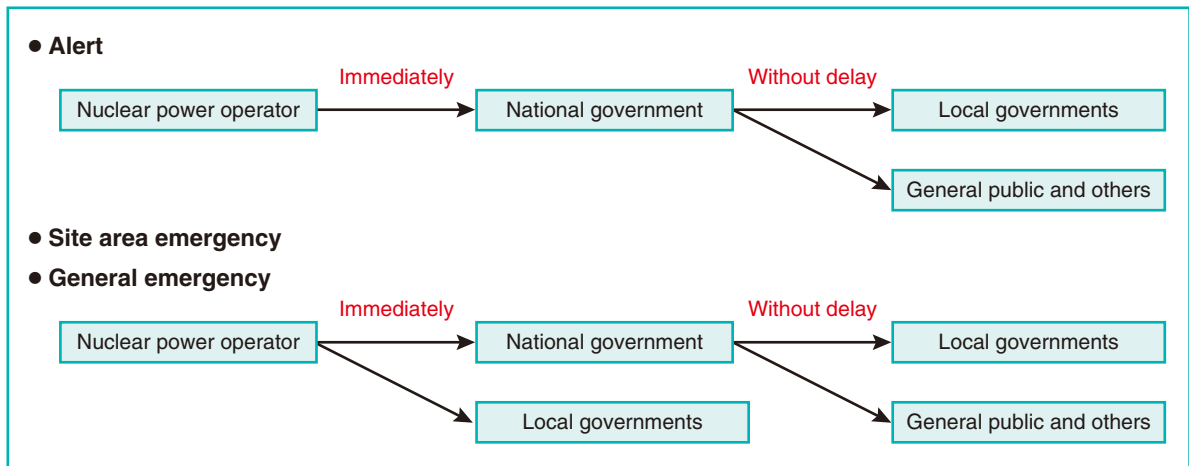 ● Alert
Immediately
Without delay
Nuclear power operator
National government
Local governments
General public and others
● Site area emergency
● General emergency
Immediately
Without delay
Nuclear power operator
National government
Local governments
Local governments
General public and others